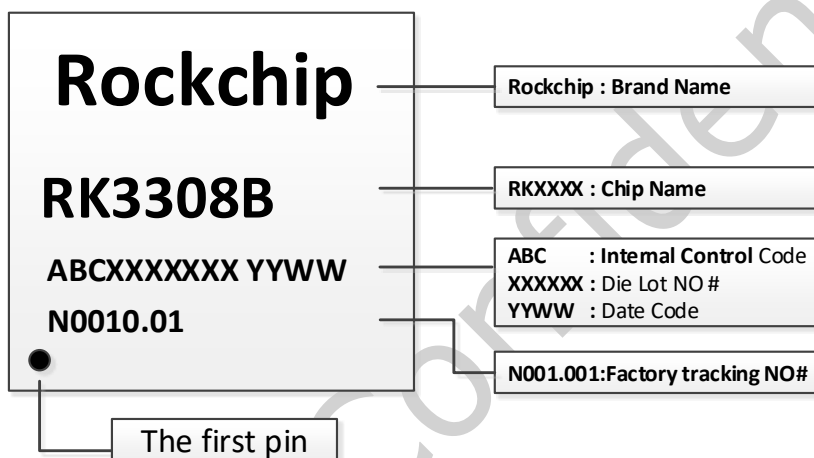 Rockchip
RK3308B
ABCXXXXXXX YYWW
N0010.01
The first pin
Rockchip : Brand Name
RKXXXX : Chip Name
ABC : Internal Control Code
XXXXXX : Die Lot NO #
YYWW : Date Code
N001.001:Factory tracking NO#